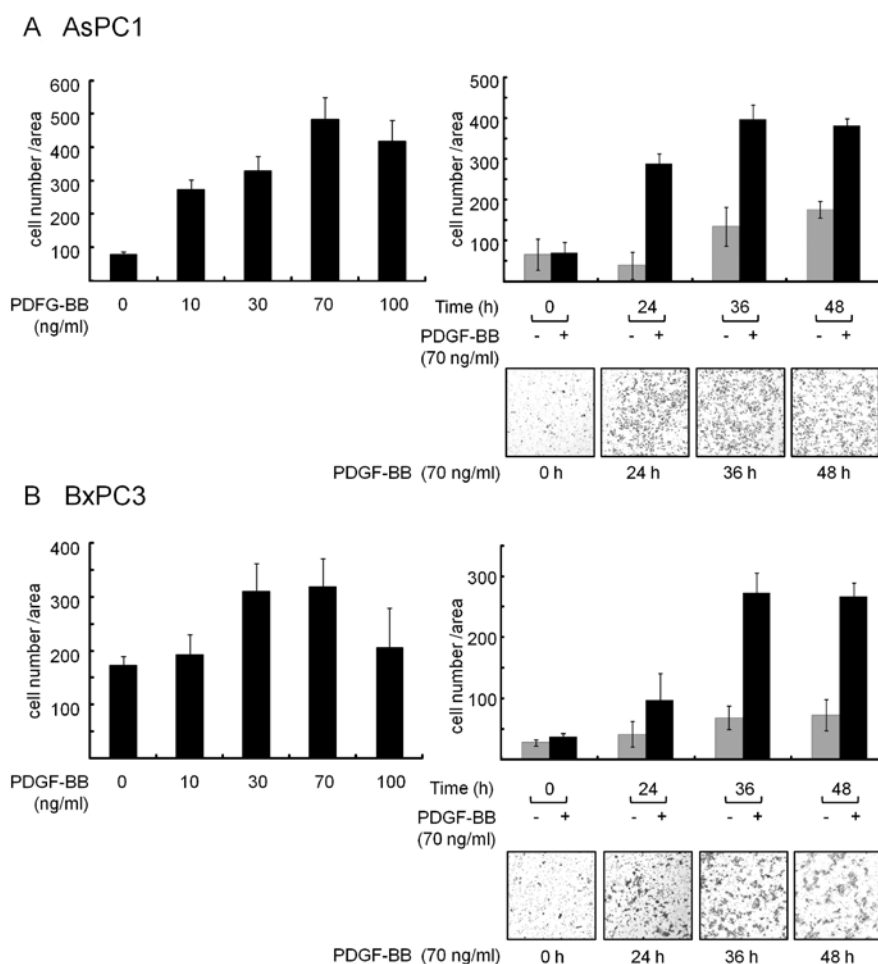 A AsPC1
600
500
400
300
200
100
cell number /area
PDFG-BB
(ng/ml)
0 10 30 70 100
500
400
300
200
100
cell number /area
Time (h) 0 24 36 48
PDGF-BB
(70 ng/ml)
- + - + - + - +
PDGF-BB (70 ng/ml) 0 h 24 h 36 h 48 h
B BxPC3
400
300
200
100
cell number /area
PDGF-BB
(ng/ml)
0 10 30 70 100
300
200
100
0
cell number /area
Time (h) 0 24 36 48
PDGF-BB
(70 ng/ml)
- + - + - + - +
PDGF-BB (70 ng/ml) 0 h 24 h 36 h 48 h